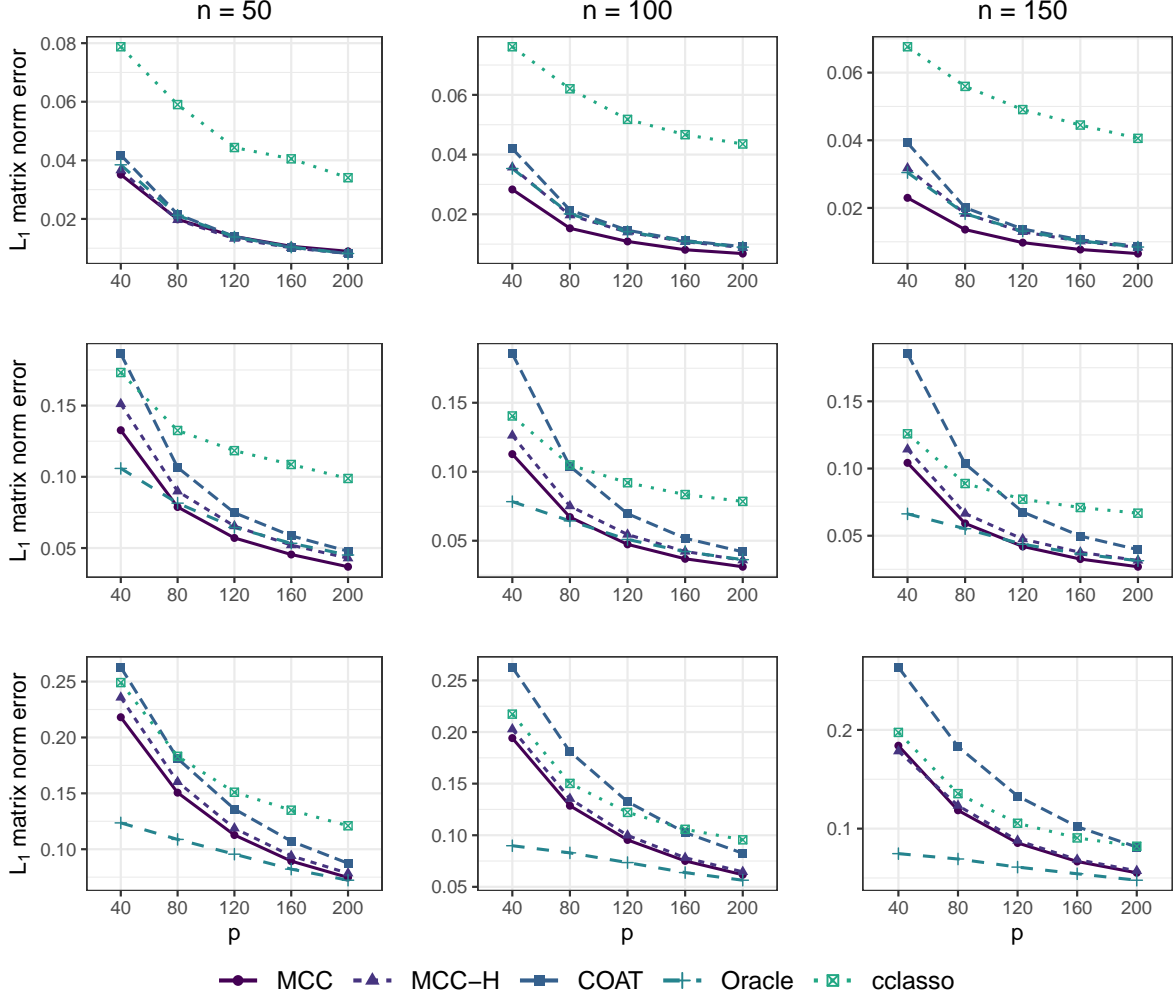 n = 50 n = 100 n = 150
L1 matrix norm error
0.08
0.06
0.04
0.02
40 80 120 160 200
0.06
0.04
0.02
40 80 120 160 200
0.06
0.04
0.02
40 80 120 160 200
L1 matrix norm error
0.15
0.10
0.05
40 80 120 160 200
0.15
0.10
0.05
40 80 120 160 200
0.15
0.10
0.05
40 80 120 160 200
L1 matrix norm error
0.25
0.20
0.15
0.10
40 80 120 160 200
p
0.25
0.20
0.15
0.10
0.05
40 80 120 160 200
p
0.2
0.1
40 80 120 160 200
p
MCC MCC−H COAT Oracle cclasso